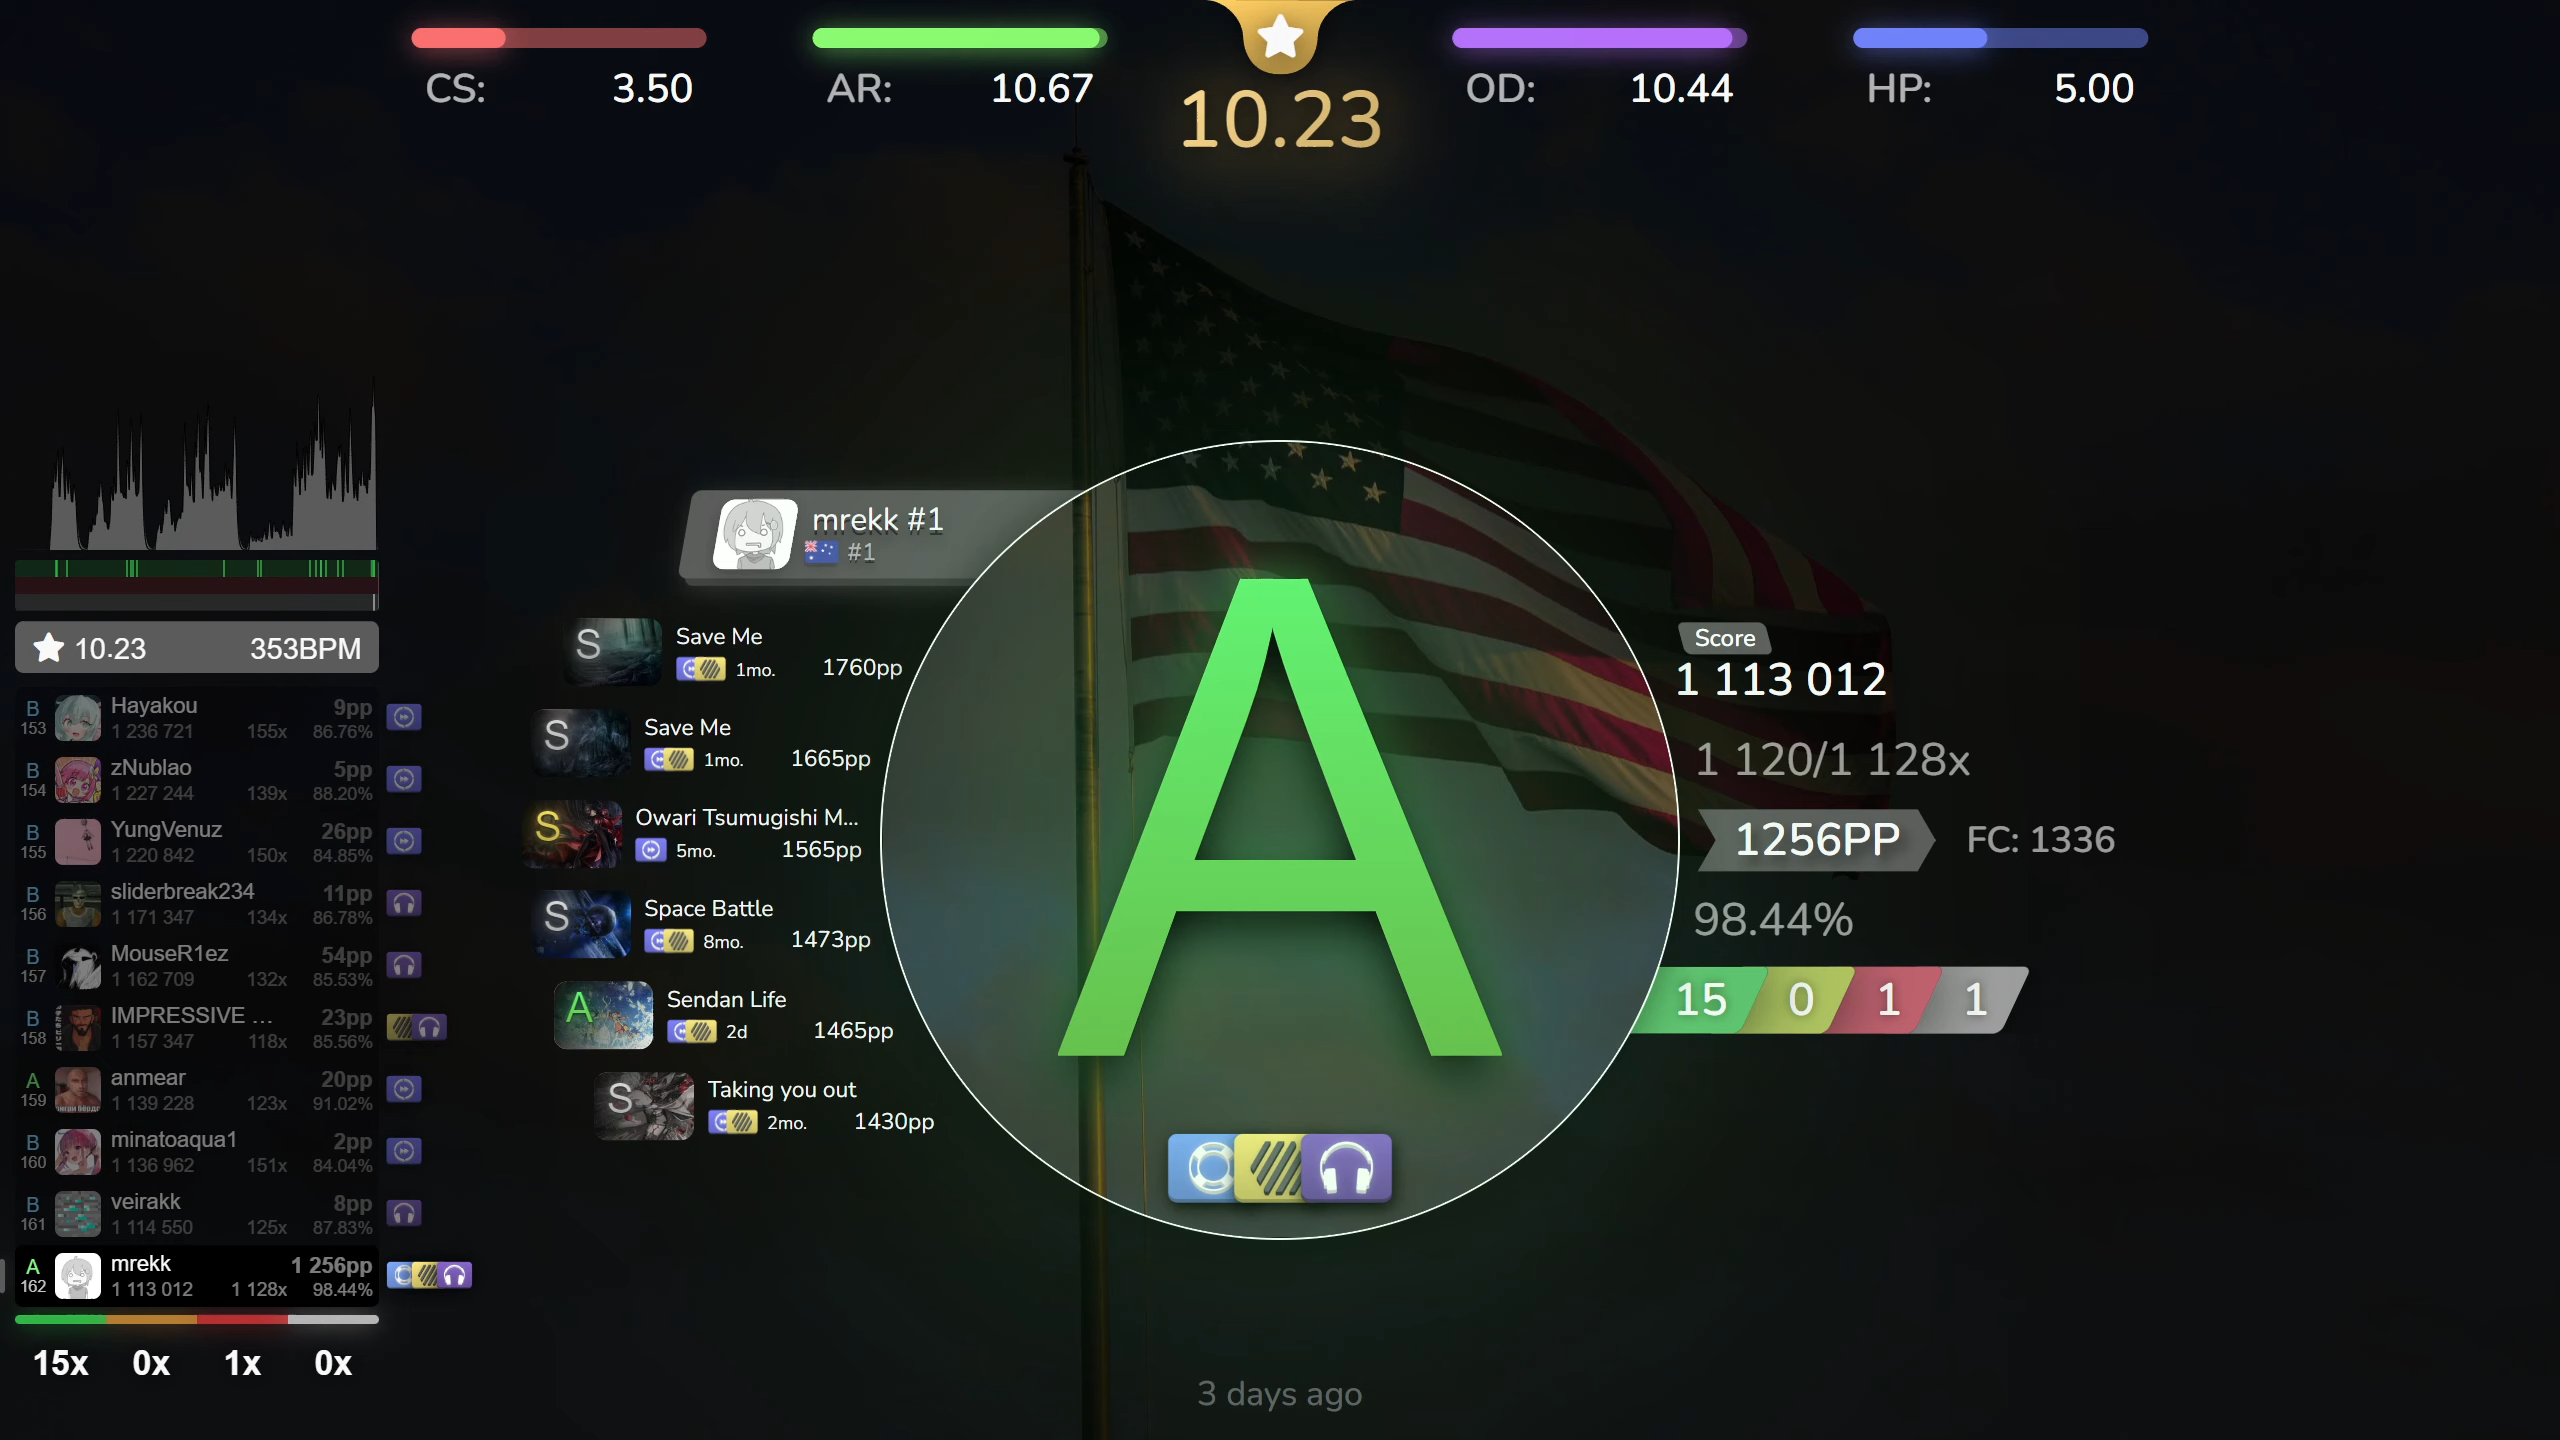 CS: 3.50
AR: 10.67
10.23
OD: 10.44
HP: 5.00
10.23 353BPM
B Hayakou 9pp
153 1 236 721 155x 86.76%
B zNublao 5pp
154 1 227 244 139x 88.20%
B YungVenuz 26pp
155 1 220 842 150x 84.85%
B sliderbreak234 11pp
156 1 171 347 134x 86.78%
B MouseR1ez 54pp
157 1 162 709 132x 85.53%
B IMPRESSIVE ... 23pp
158 1 157 347 118x 85.56%
A anmear 20pp
159 1 139 228 123x 91.02%
B minatoaqua1 2pp
160 1 136 962 151x 84.04%
B veirakk 8pp
161 1 114 550 125x 87.83%
A mrekk 1 256pp
162 1 113 012 1 128x 98.44%
15x 0x 1x 0x
mrekk #1
#1
S Save Me
1mo. 1760pp
S Save Me
1mo. 1665pp
S Owari Tsumugishi M...
5mo. 1565pp
S Space Battle
8mo. 1473pp
A Sendan Life
2d 1465pp
S Taking you out
2mo. 1430pp
A
Score
1 113 012
1 120/1 128x
1256PP FC: 1336
98.44%
15 0 1 1
3 days ago